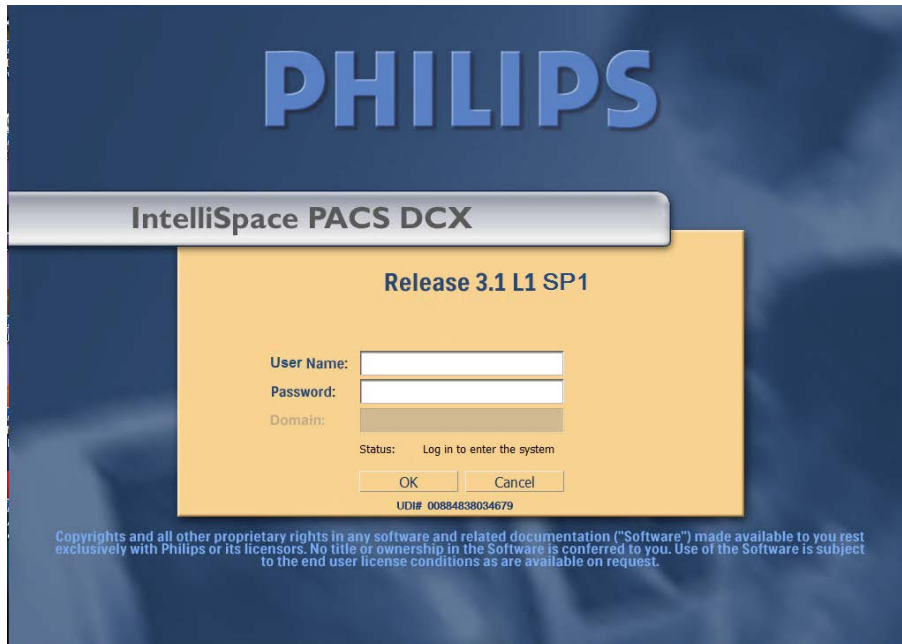 PHILIPS
IntelliSpace PACS DCX
Release 3.1 L1 SP1
User Name:
Password:
Domain:
Status: Log in to enter the system
OK Cancel
UDI# 00884838034679
Copyrights and all other proprietary rights in any software and related documentation ("Software") made available to you rest
exclusively with Philips or its licensors. No title or ownership in the Software is conferred to you. Use of the Software is subject
to the end user license conditions as are available on request.